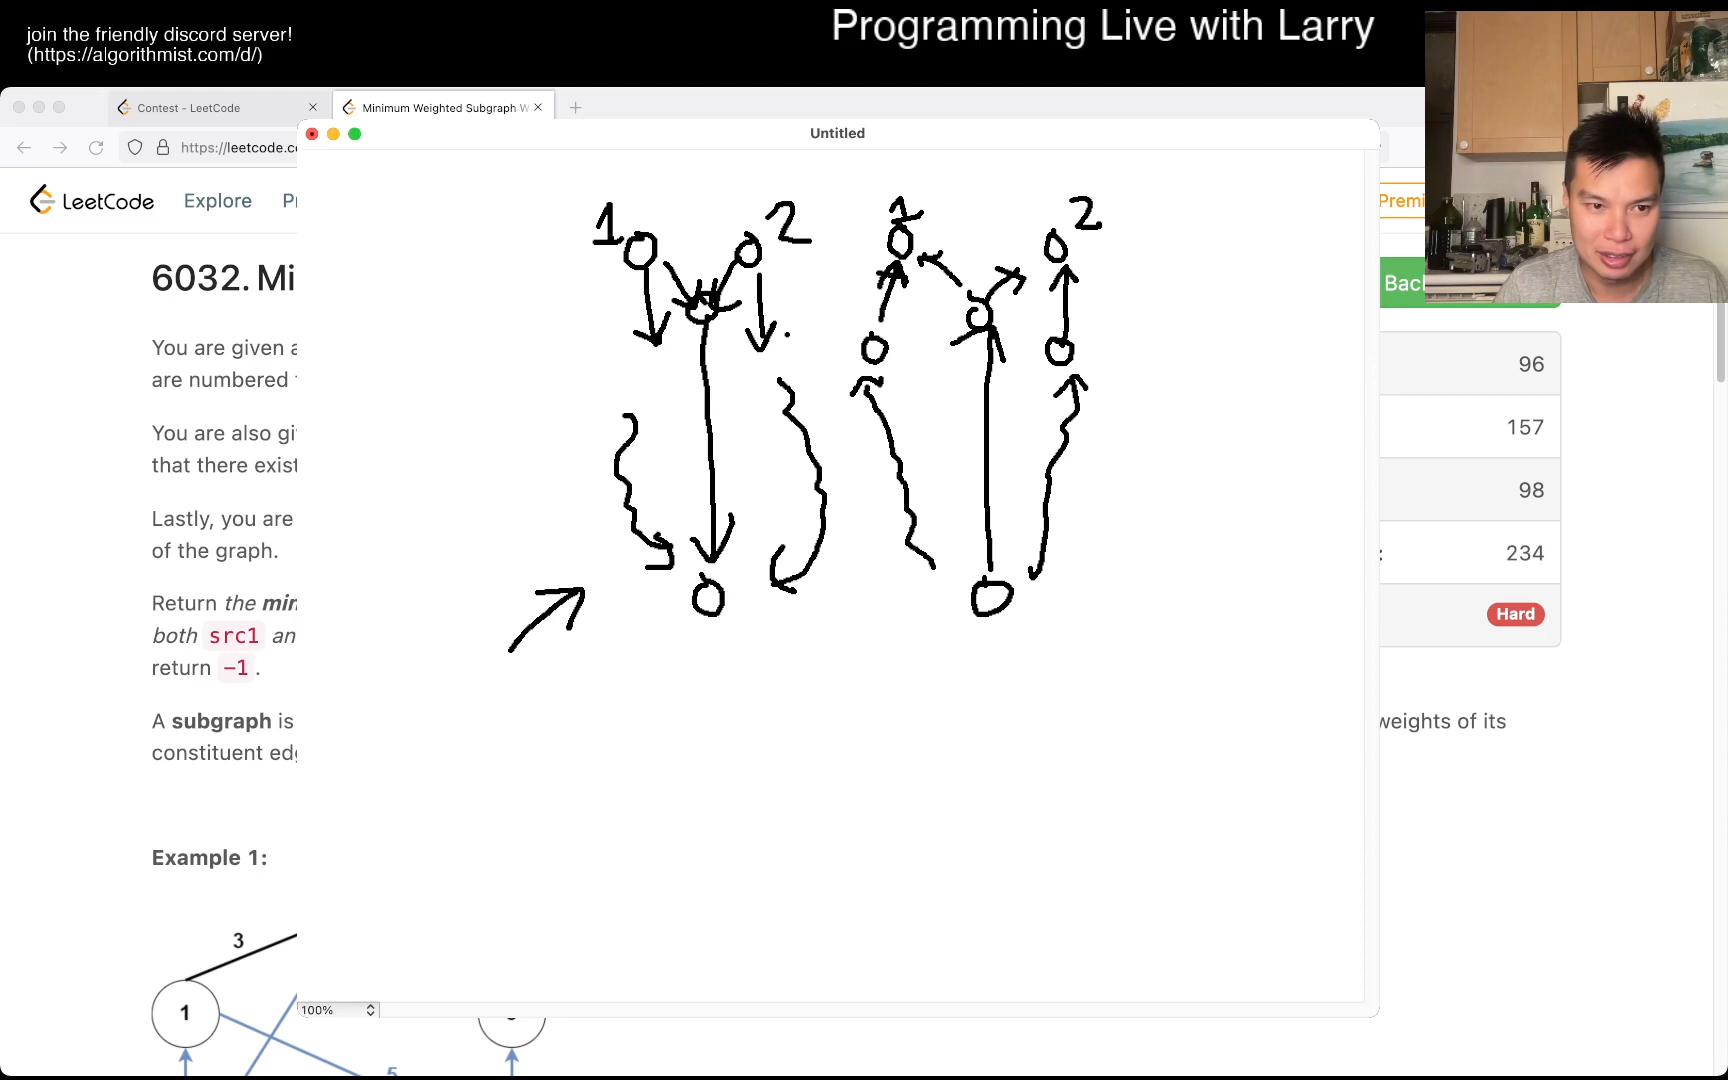 join the friendly discord server!
(https://algorithmist.com/d/)
Programming Live with Larry
Contest - LeetCode
Minimum Weighted Subgraph W
Untitled
https://leetcode.c
LeetCode
Explore
Pr
Premi
6032. Mi
Bac
You are given a
are numbered
You are also gi
that there exist
Lastly, you are
of the graph.
Return the min
both src1 an
return -1.
A subgraph is
weights of its
constituent ed
96
157
98
: 234
Hard
1
2
1
2
Example 1:
3
1
5
100%